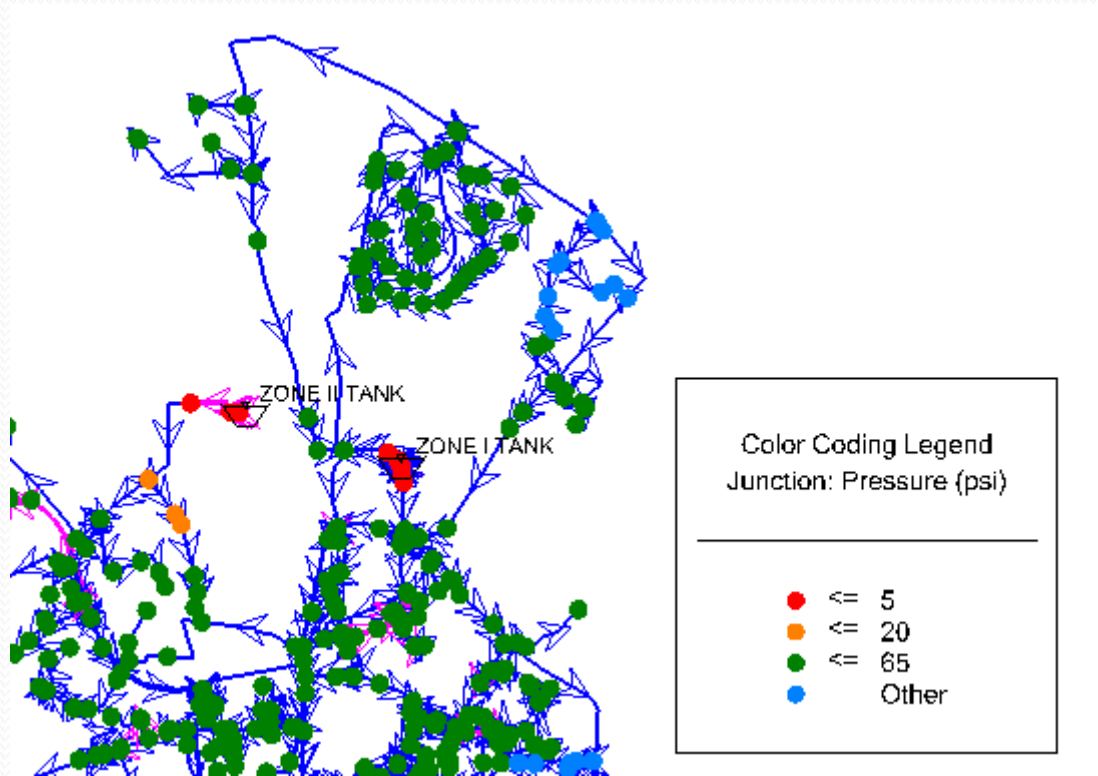 ZONE II TANK
ZONE I TANK
Color Coding Legend
Junction: Pressure (psi)
<= 5
<= 20
<= 65
Other